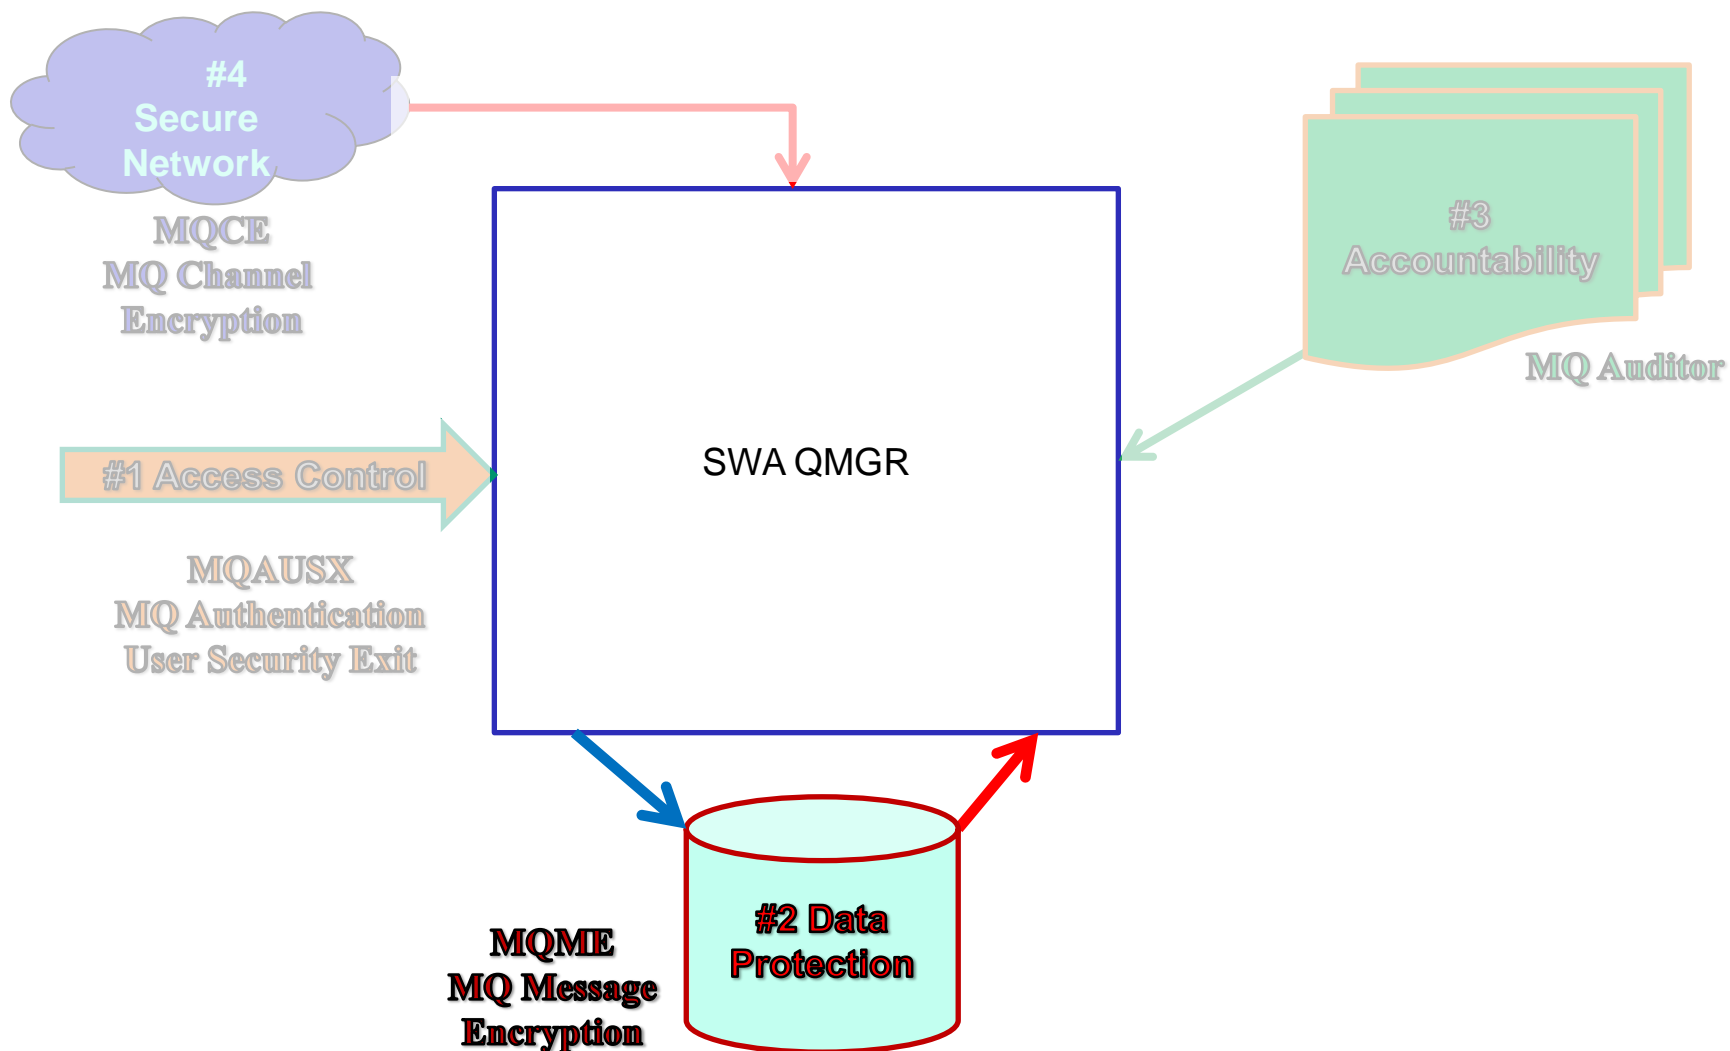 #4
Secure
Network
MQCE
MQ Channel
Encryption
#3
Accountability
MQ Auditor
#1 Access Control
SWA QMGR
MQAUSX
MQ Authentication
User Security Exit
#2 Data
Protection
MQME
MQ Message
Encryption